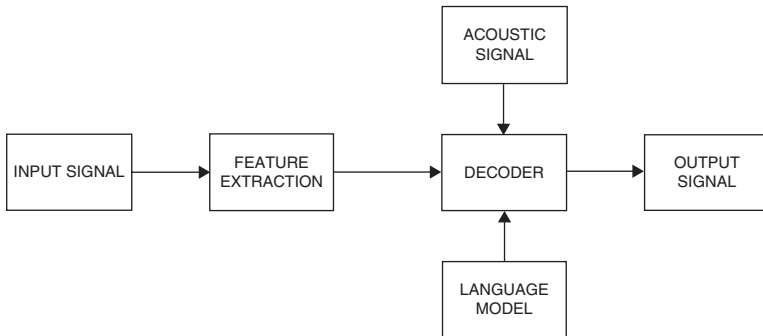 ACOUSTIC
SIGNAL
INPUT SIGNAL
FEATURE
EXTRACTION
DECODER
OUTPUT
SIGNAL
LANGUAGE
MODEL